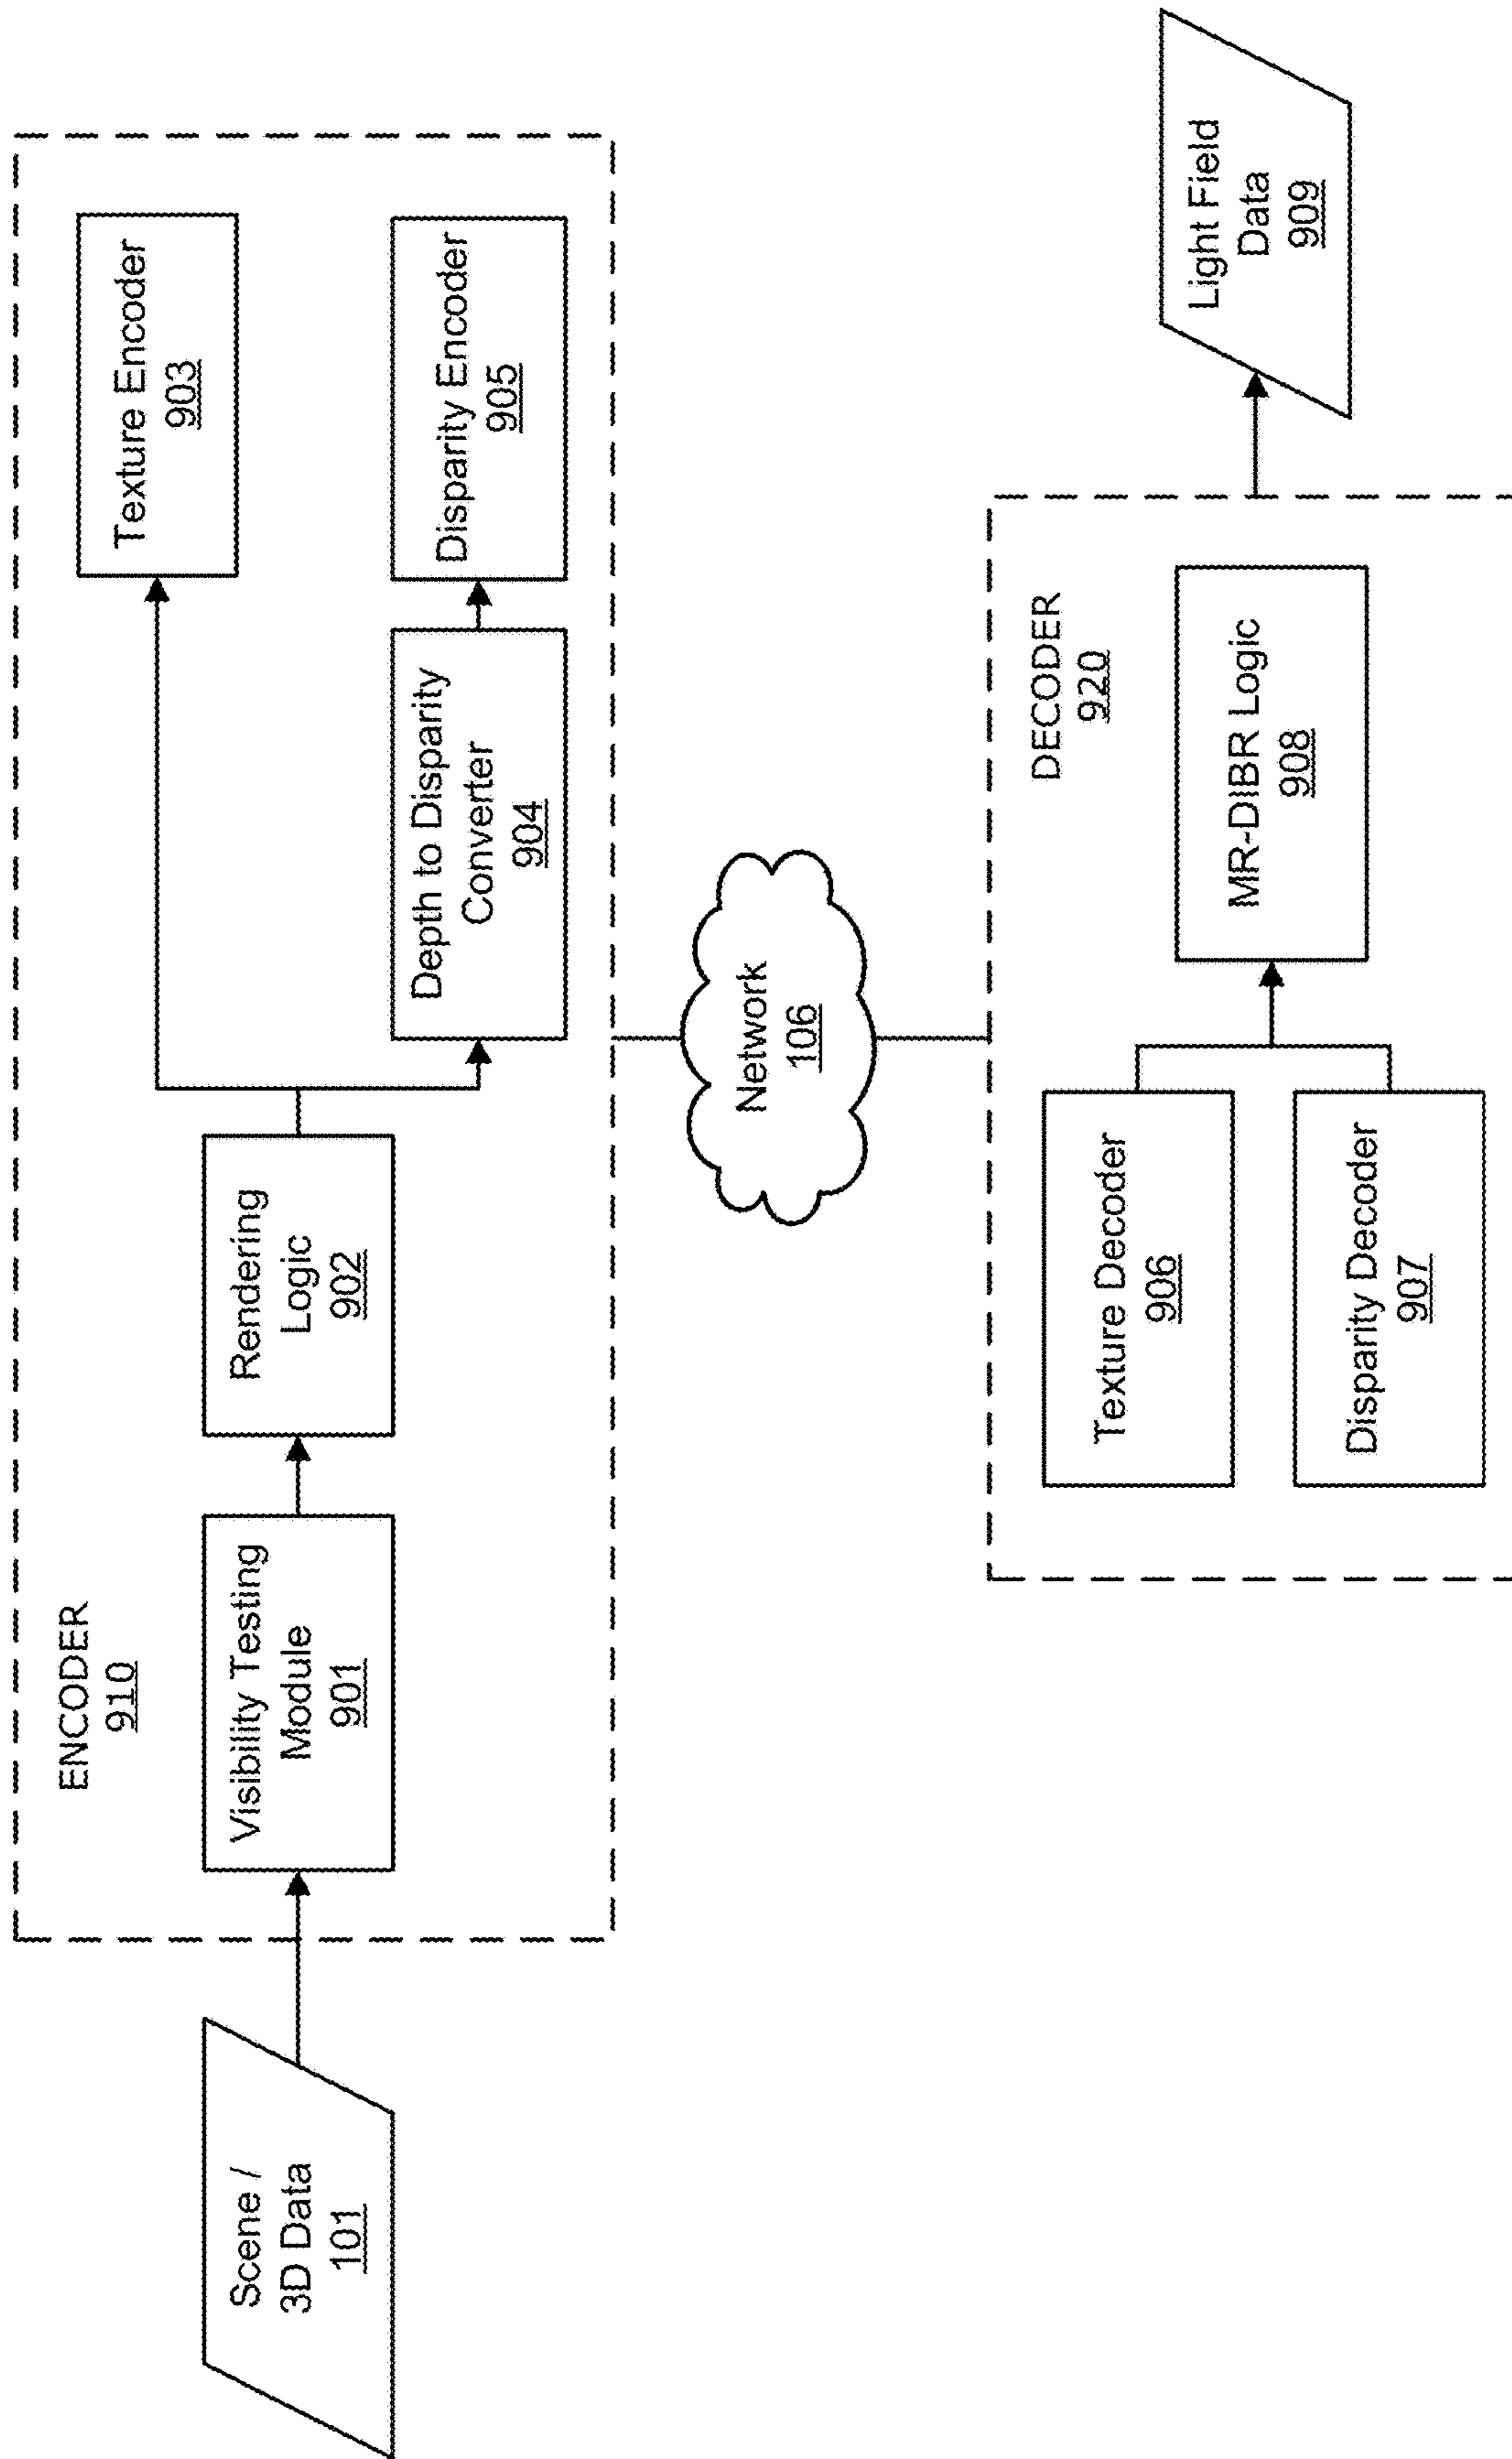 ENCODER
910
Scene /
3D Data
101
Visibility Testing
Module
901
Rendering
Logic
902
Texture Encoder
903
Depth to Disparity
Converter
904
Disparity Encoder
905
Network
106
DECODER
920
Texture Decoder
906
Disparity Decoder
907
MR-DIBR Logic
908
Light Field
Data
909